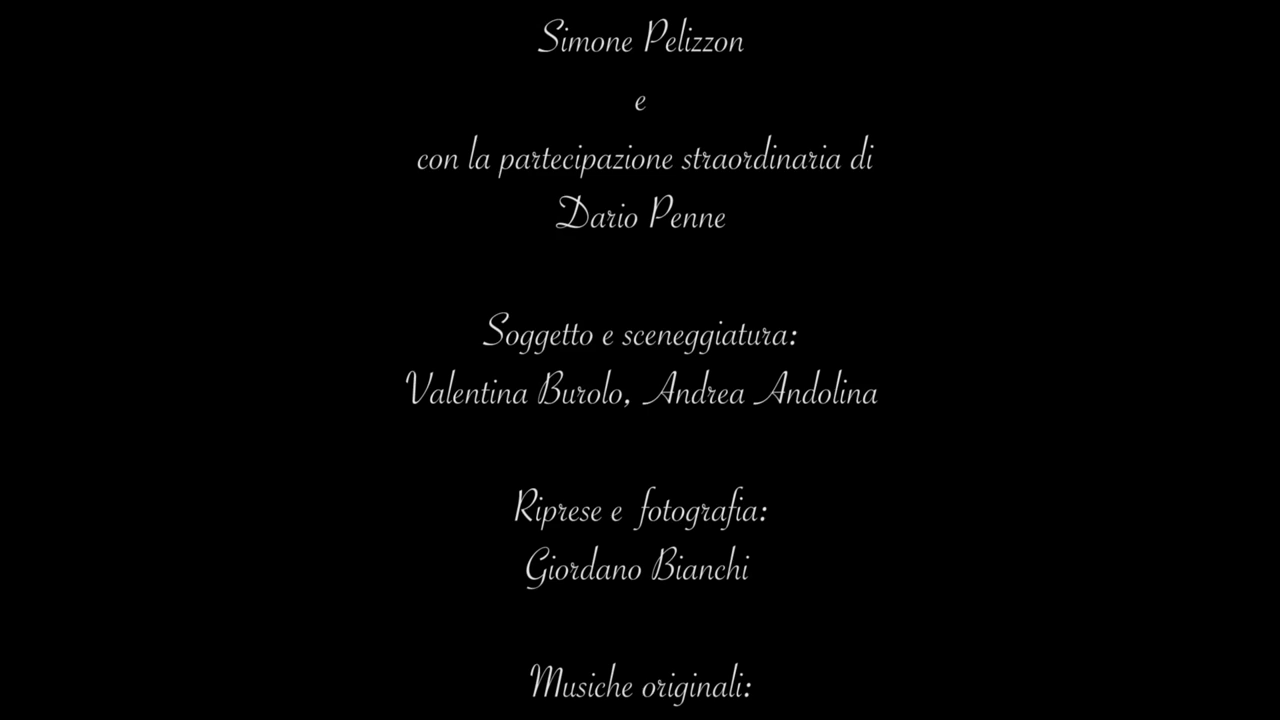 Simone Pelizzon
e
con la partecipazione straordinaria di
Dario Penne
Soggetto e sceneggiatura:
Valentina Burolo, Andrea Andolina
Riprese e fotografia:
Giordano Bianchi
Musiche originali: